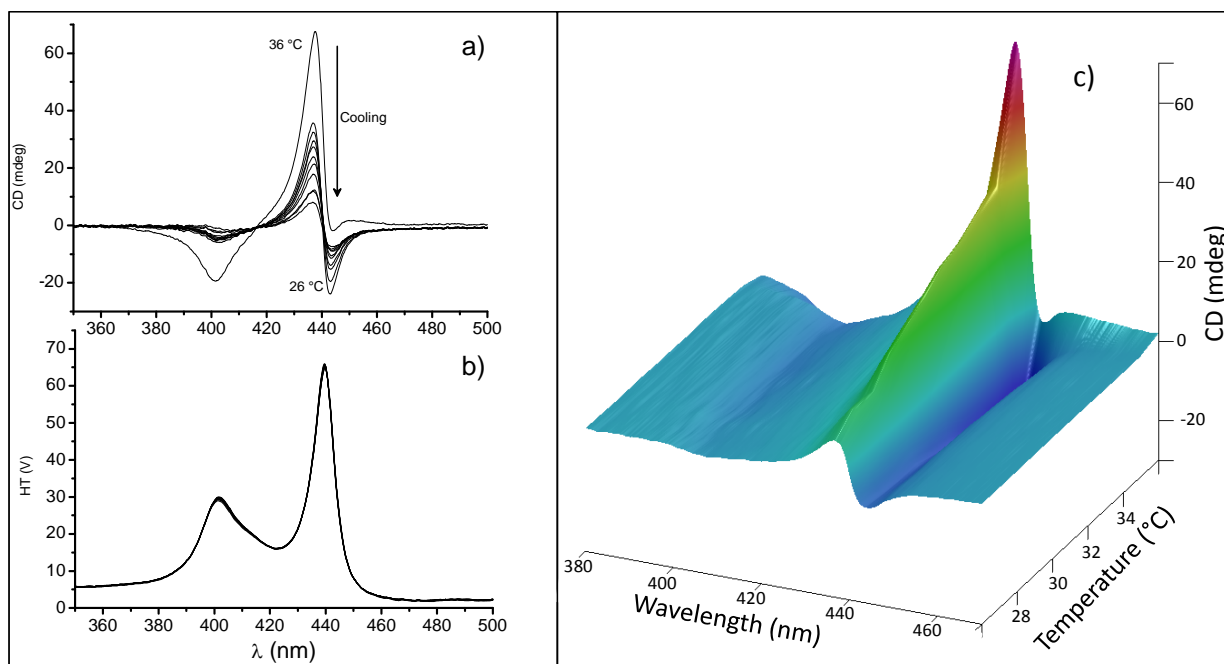 a)
36 °C
Cooling
26 °C
CD (mdeg)
60
40
20
0
-20
350 360 380 400 420 440 460 480 500
b)
HT (V)
70
60
50
40
30
20
10
0
350 360 380 400 420 440 460 480 500
λ (nm)
c)
CD (mdeg)
60
40
20
0
-20
380 400 420 440 460
Wavelength (nm)
28 30 32 34
Temperature (°C)